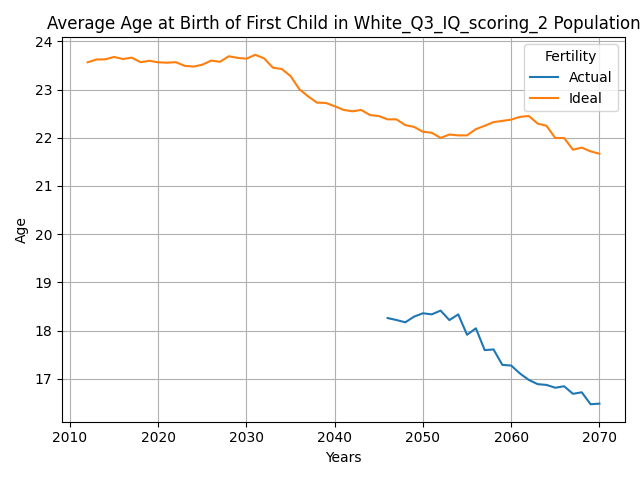 Average Age at Birth of First Child in White_Q3_IQ_scoring_2 Population
Fertility
Actual
Ideal
Age
24
23
22
21
20
19
18
17
2010 2020 2030 2040 2050 2060 2070
Years